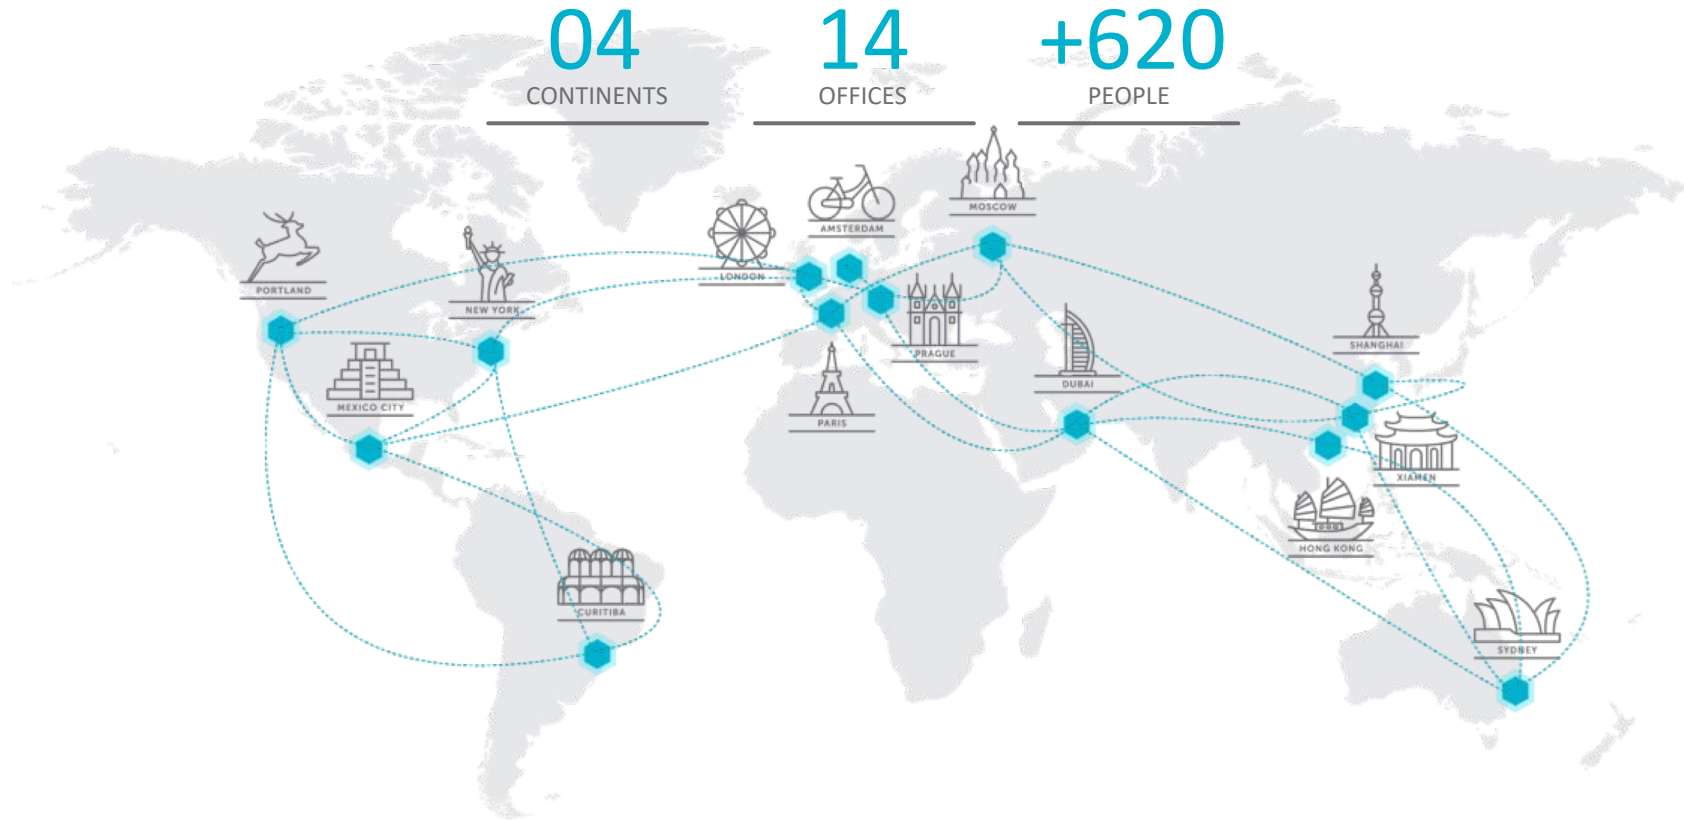 04
CONTINENTS
14
OFFICES
+620
PEOPLE
MOSCOW
AMSTERDAM
LONDON
PORTLAND
NEW YORK
SHANGHAI
PRAGUE
DUBAI
MEXICO CITY
PARIS
XIAMEN
HONG KONG
CURITIBA
SYDNEY